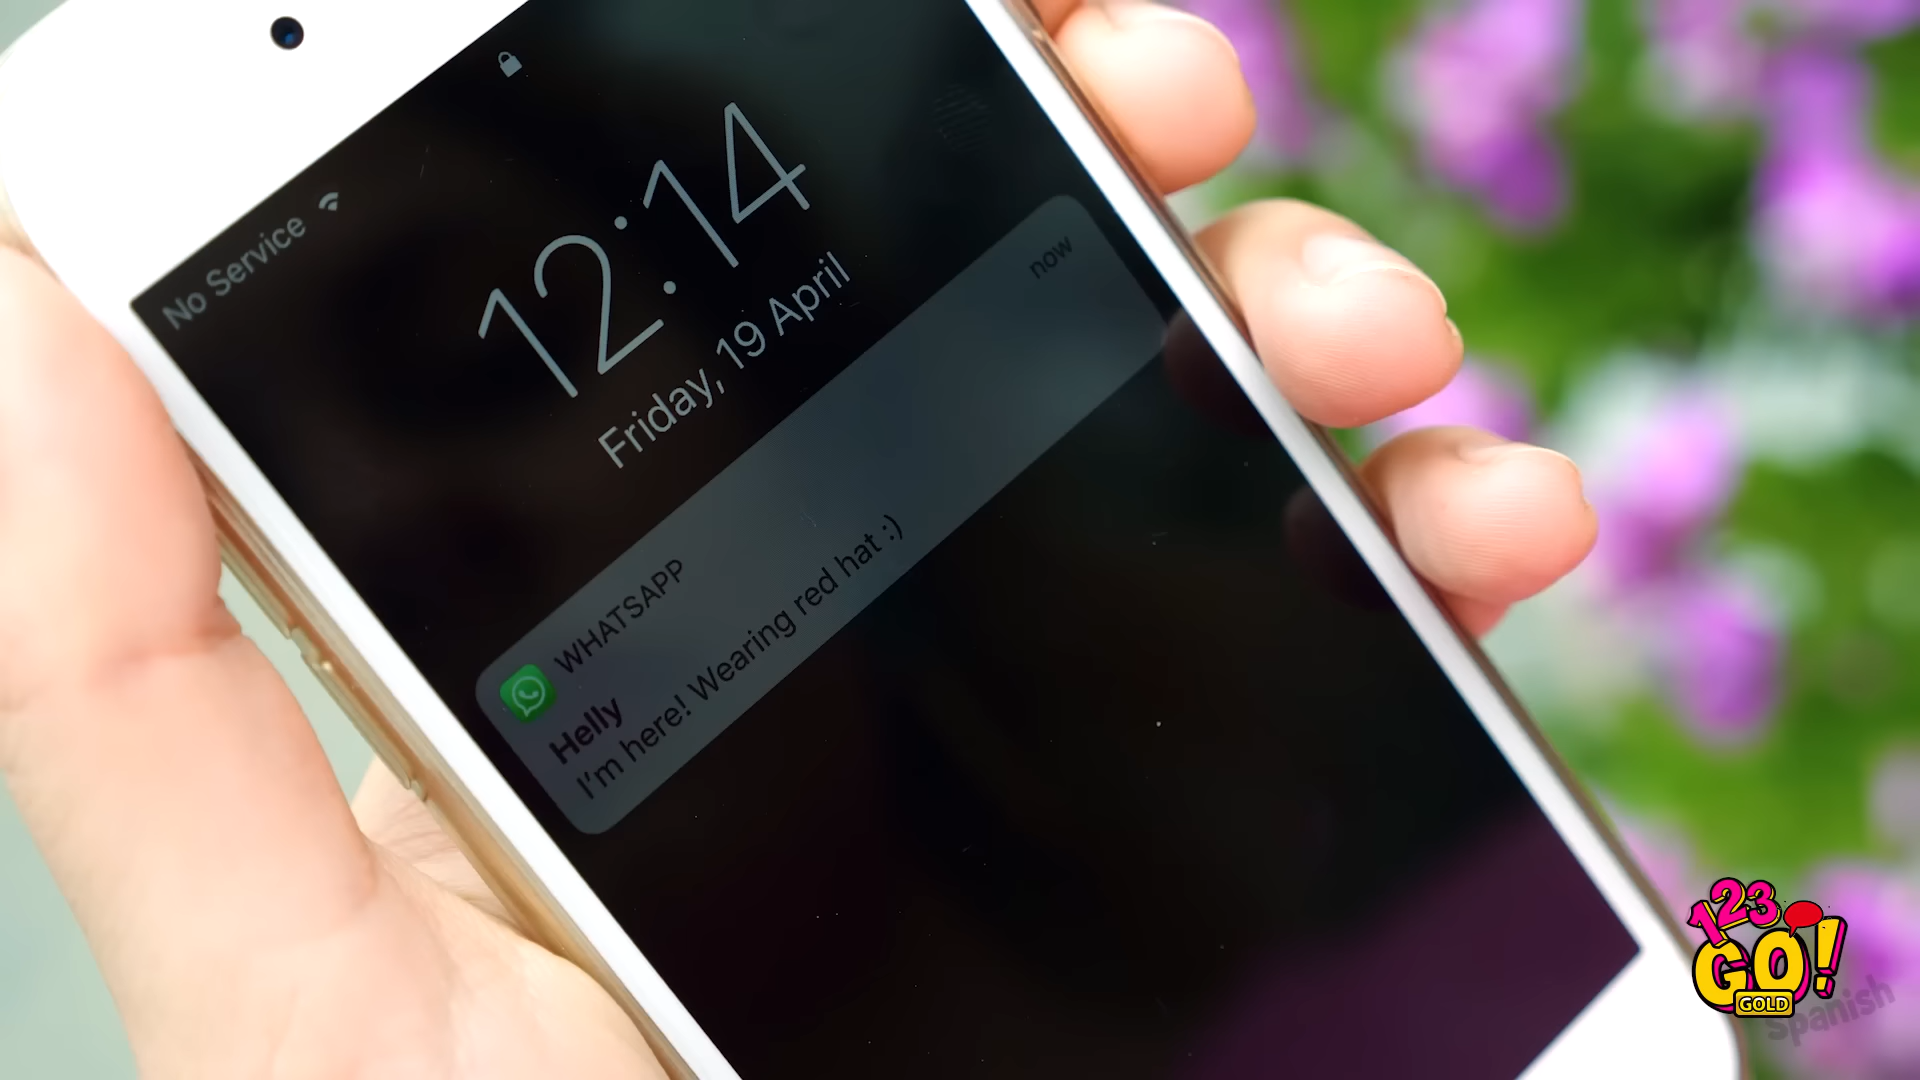 No Service
12:14
Friday, 19 April
WHATSAPP
now
Helly
I'm here! Wearing red hat :)
123
GO!
GOLD
Spanish